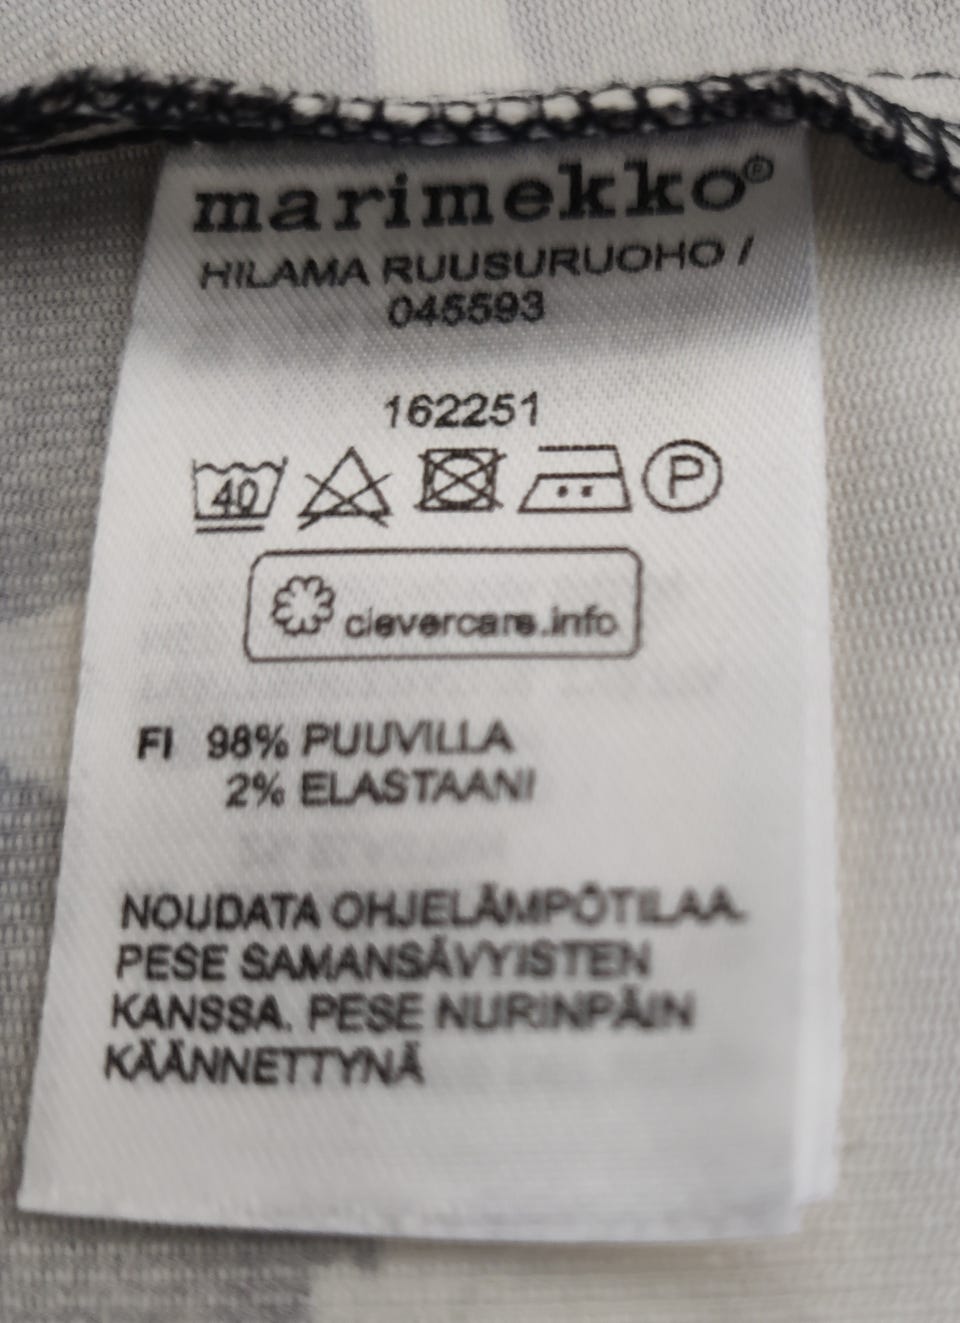 marimekko®
HILAMA RUUSURUOHO /
045593
162251
40 P
clevercare.info
FI 98% PUUVILLA
2% ELASTAANI
NOUDATA OHJELÄMPÖTILAA.
PESE SAMANSÄVYISTEN
KANSSA. PESE NURINPÄIN
KÄÄNNETTYNÄ